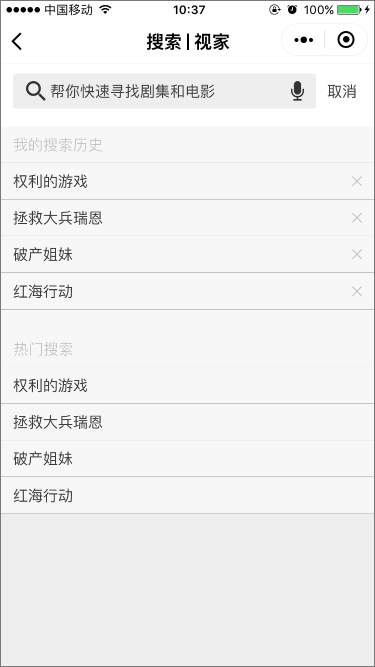 中国移动 10:37 100%
搜索 | 视家
帮你快速寻找剧集和电影 取消
我的搜索历史
权利的游戏
拯救大兵瑞恩
破产姐妹
红海行动
热门搜索
权利的游戏
拯救大兵瑞恩
破产姐妹
红海行动